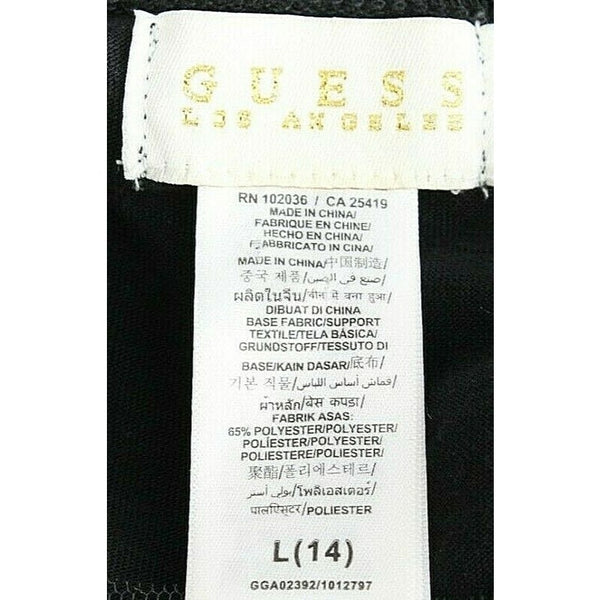 GUESS
LOS ANGELES
RN 102036 / CA 25419
MADE IN CHINA/
FABRIQUE EN CHINE/
HECHO EN CHINA/
FABBRICATO IN CINA/
MADE IN CHINA/中国制造/
중국 제품/صنع في الصين/
ผลิตในจีน/चीन में बना हुआ/
DIBUAT DI CHINA
BASE FABRIC/SUPPORT
TEXTILE/TELA BÁSICA/
GRUNDSTOFF/TESSUTO DI
BASE/KAIN DASAR/底布/
기본 직물/قماش أساس اللباس/
ผ้าหลัก/बेस कपडा/
FABRIK ASAS:
65% POLYESTER/POLYESTER/
POLIÉSTER/POLYESTER/
POLIESTERE/POLIESTER/
聚酯/폴리에스테르/
بولي أستر/โพลิเอสเตอร์/
पालिएस्टर/POLIESTER
L(14)
GGA02392/1012797